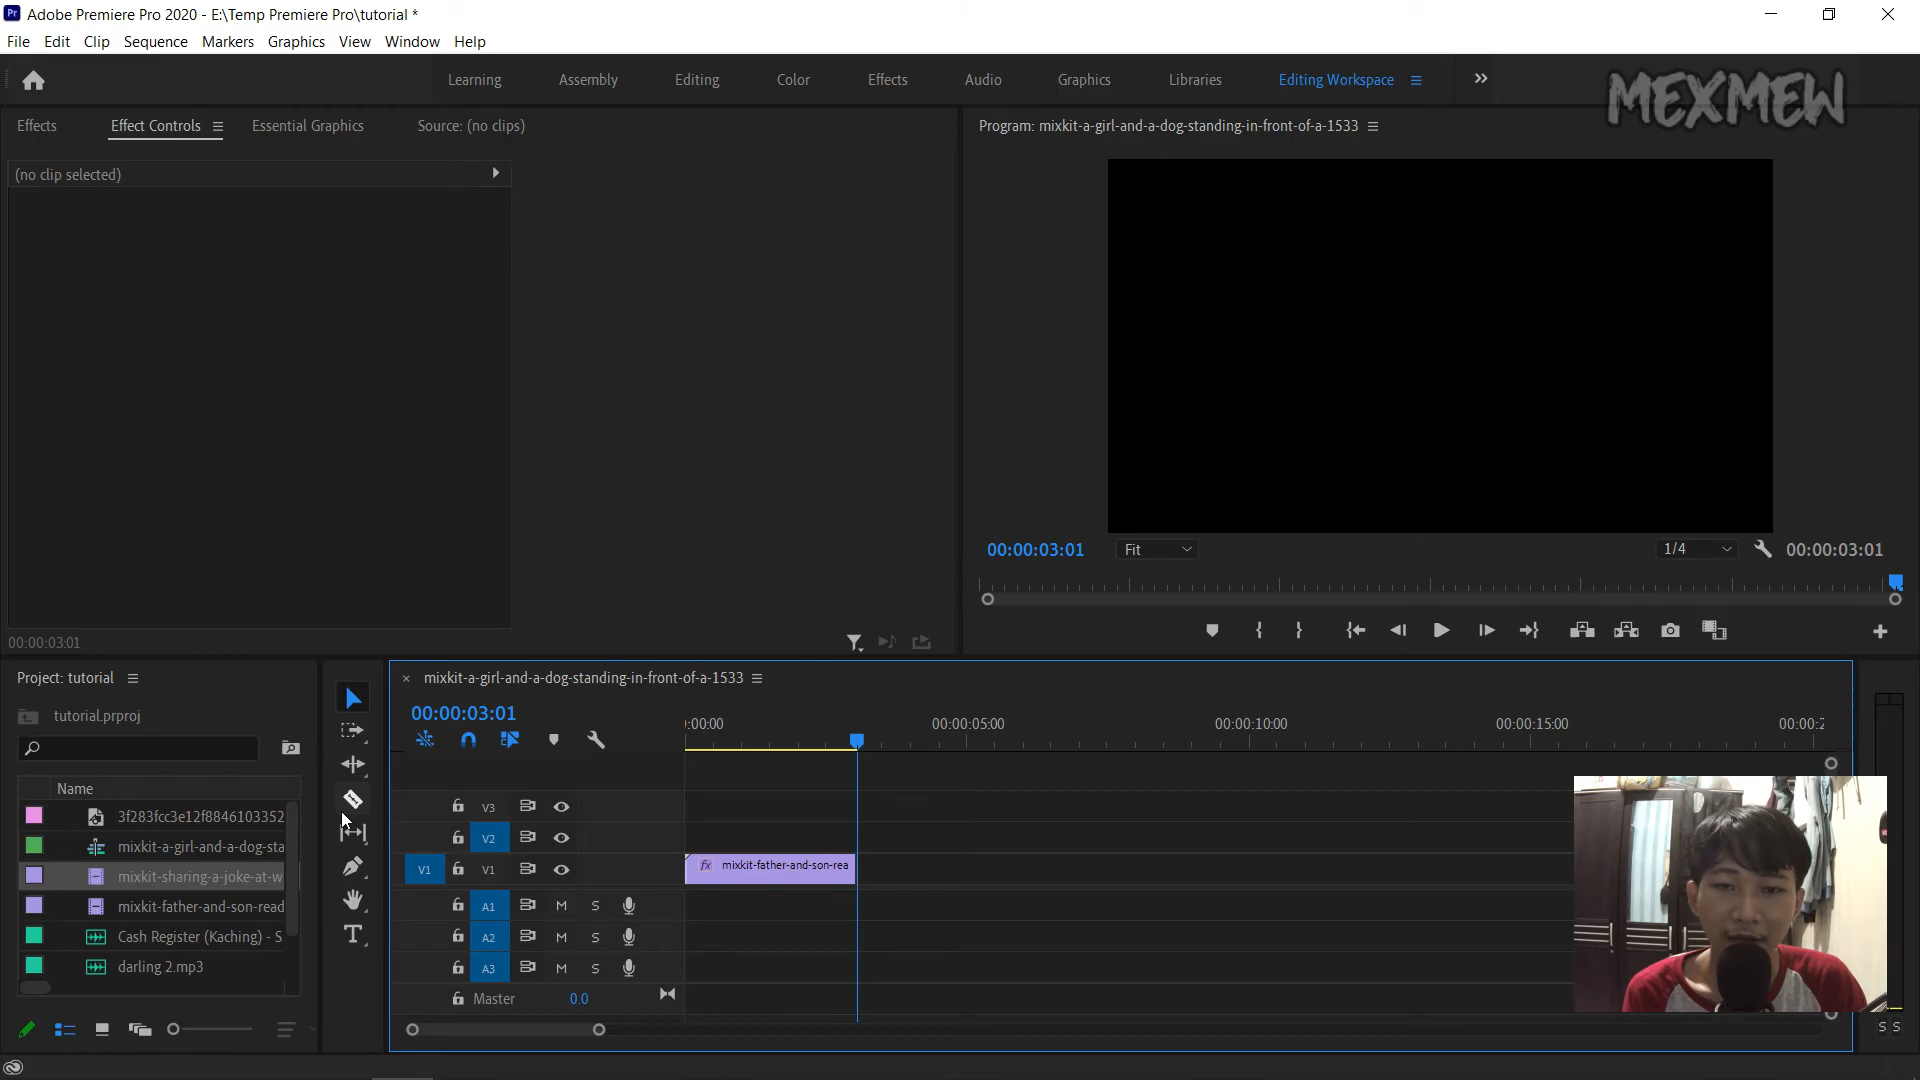 Adobe Premiere Pro 2020 - E:\Temp Premiere Pro\tutorial *
File Edit Clip Sequence Markers Graphics View Window Help
Learning Assembly Editing Color Effects Audio Graphics Libraries Editing Workspace
MEXMEW
Effects Effect Controls Essential Graphics Source: (no clips)
Program: mixkit-a-girl-and-a-dog-standing-in-front-of-a-1533
(no clip selected)
00:00:03:01 Fit 1/4 00:00:03:01
00:00:03:01
Project: tutorial
tutorial.prproj
Name
3f283fcc3e12f8846103352
mixkit-a-girl-and-a-dog-sta
mixkit-sharing-a-joke-at-w
mixkit-father-and-son-read
Cash Register (Kaching) - S
darling 2.mp3
mixkit-a-girl-and-a-dog-standing-in-front-of-a-1533
00:00:03:01
:00:00 00:00:05:00 00:00:10:00 00:00:15:00 00:00:2
V3
V2
V1 V1 fx mixkit-father-and-son-rea
A1 M S
A2 M S
A3 M S
Master 0.0
S S